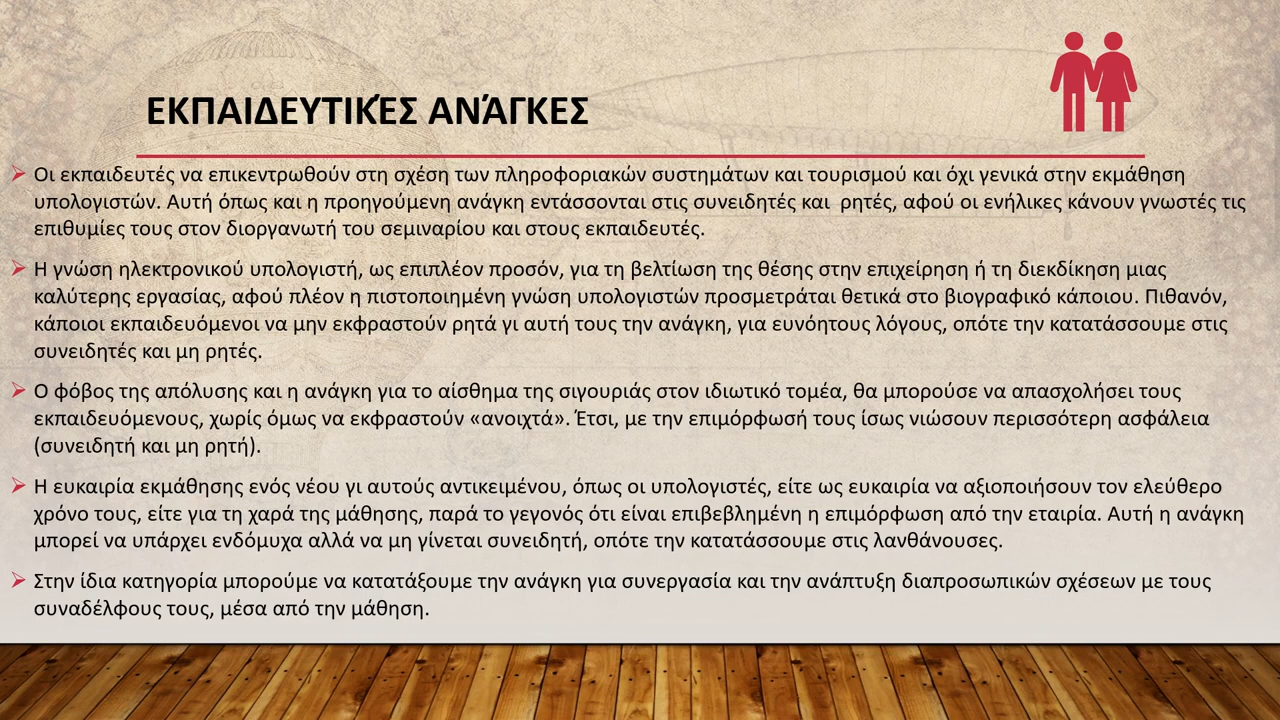 ΕΚΠΑΙΔΕΥΤΙΚΈΣ ΑΝΆΓΚΕΣ
➢ Οι εκπαιδευτές να επικεντρωθούν στη σχέση των πληροφοριακών συστημάτων και τουρισμού και όχι γενικά στην εκμάθηση
υπολογιστών. Αυτή όπως και η προηγούμενη ανάγκη εντάσσονται στις συνειδητές και  ρητές, αφού οι ενήλικες κάνουν γνωστές τις
επιθυμίες τους στον διοργανωτή του σεμιναρίου και στους εκπαιδευτές.
➢ Η γνώση ηλεκτρονικού υπολογιστή, ως επιπλέον προσόν, για τη βελτίωση της θέσης στην επιχείρηση ή τη διεκδίκηση μιας
καλύτερης εργασίας, αφού πλέον η πιστοποιημένη γνώση υπολογιστών προσμετράται θετικά στο βιογραφικό κάποιου. Πιθανόν,
κάποιοι εκπαιδευόμενοι να μην εκφραστούν ρητά γι αυτή τους την ανάγκη, για ευνόητους λόγους, οπότε την κατατάσσουμε στις
συνειδητές και μη ρητές.
➢ Ο φόβος της απόλυσης και η ανάγκη για το αίσθημα της σιγουριάς στον ιδιωτικό τομέα, θα μπορούσε να απασχολήσει τους
εκπαιδευόμενους, χωρίς όμως να εκφραστούν «ανοιχτά». Έτσι, με την επιμόρφωσή τους ίσως νιώσουν περισσότερη ασφάλεια
(συνειδητή και μη ρητή).
➢ Η ευκαιρία εκμάθησης ενός νέου γι αυτούς αντικειμένου, όπως οι υπολογιστές, είτε ως ευκαιρία να αξιοποιήσουν τον ελεύθερο
χρόνο τους, είτε για τη χαρά της μάθησης, παρά το γεγονός ότι είναι επιβεβλημένη η επιμόρφωση από την εταιρία. Αυτή η ανάγκη
μπορεί να υπάρχει ενδόμυχα αλλά να μη γίνεται συνειδητή, οπότε την κατατάσσουμε στις λανθάνουσες.
➢ Στην ίδια κατηγορία μπορούμε να κατατάξουμε την ανάγκη για συνεργασία και την ανάπτυξη διαπροσωπικών σχέσεων με τους
συναδέλφους τους, μέσα από την μάθηση.